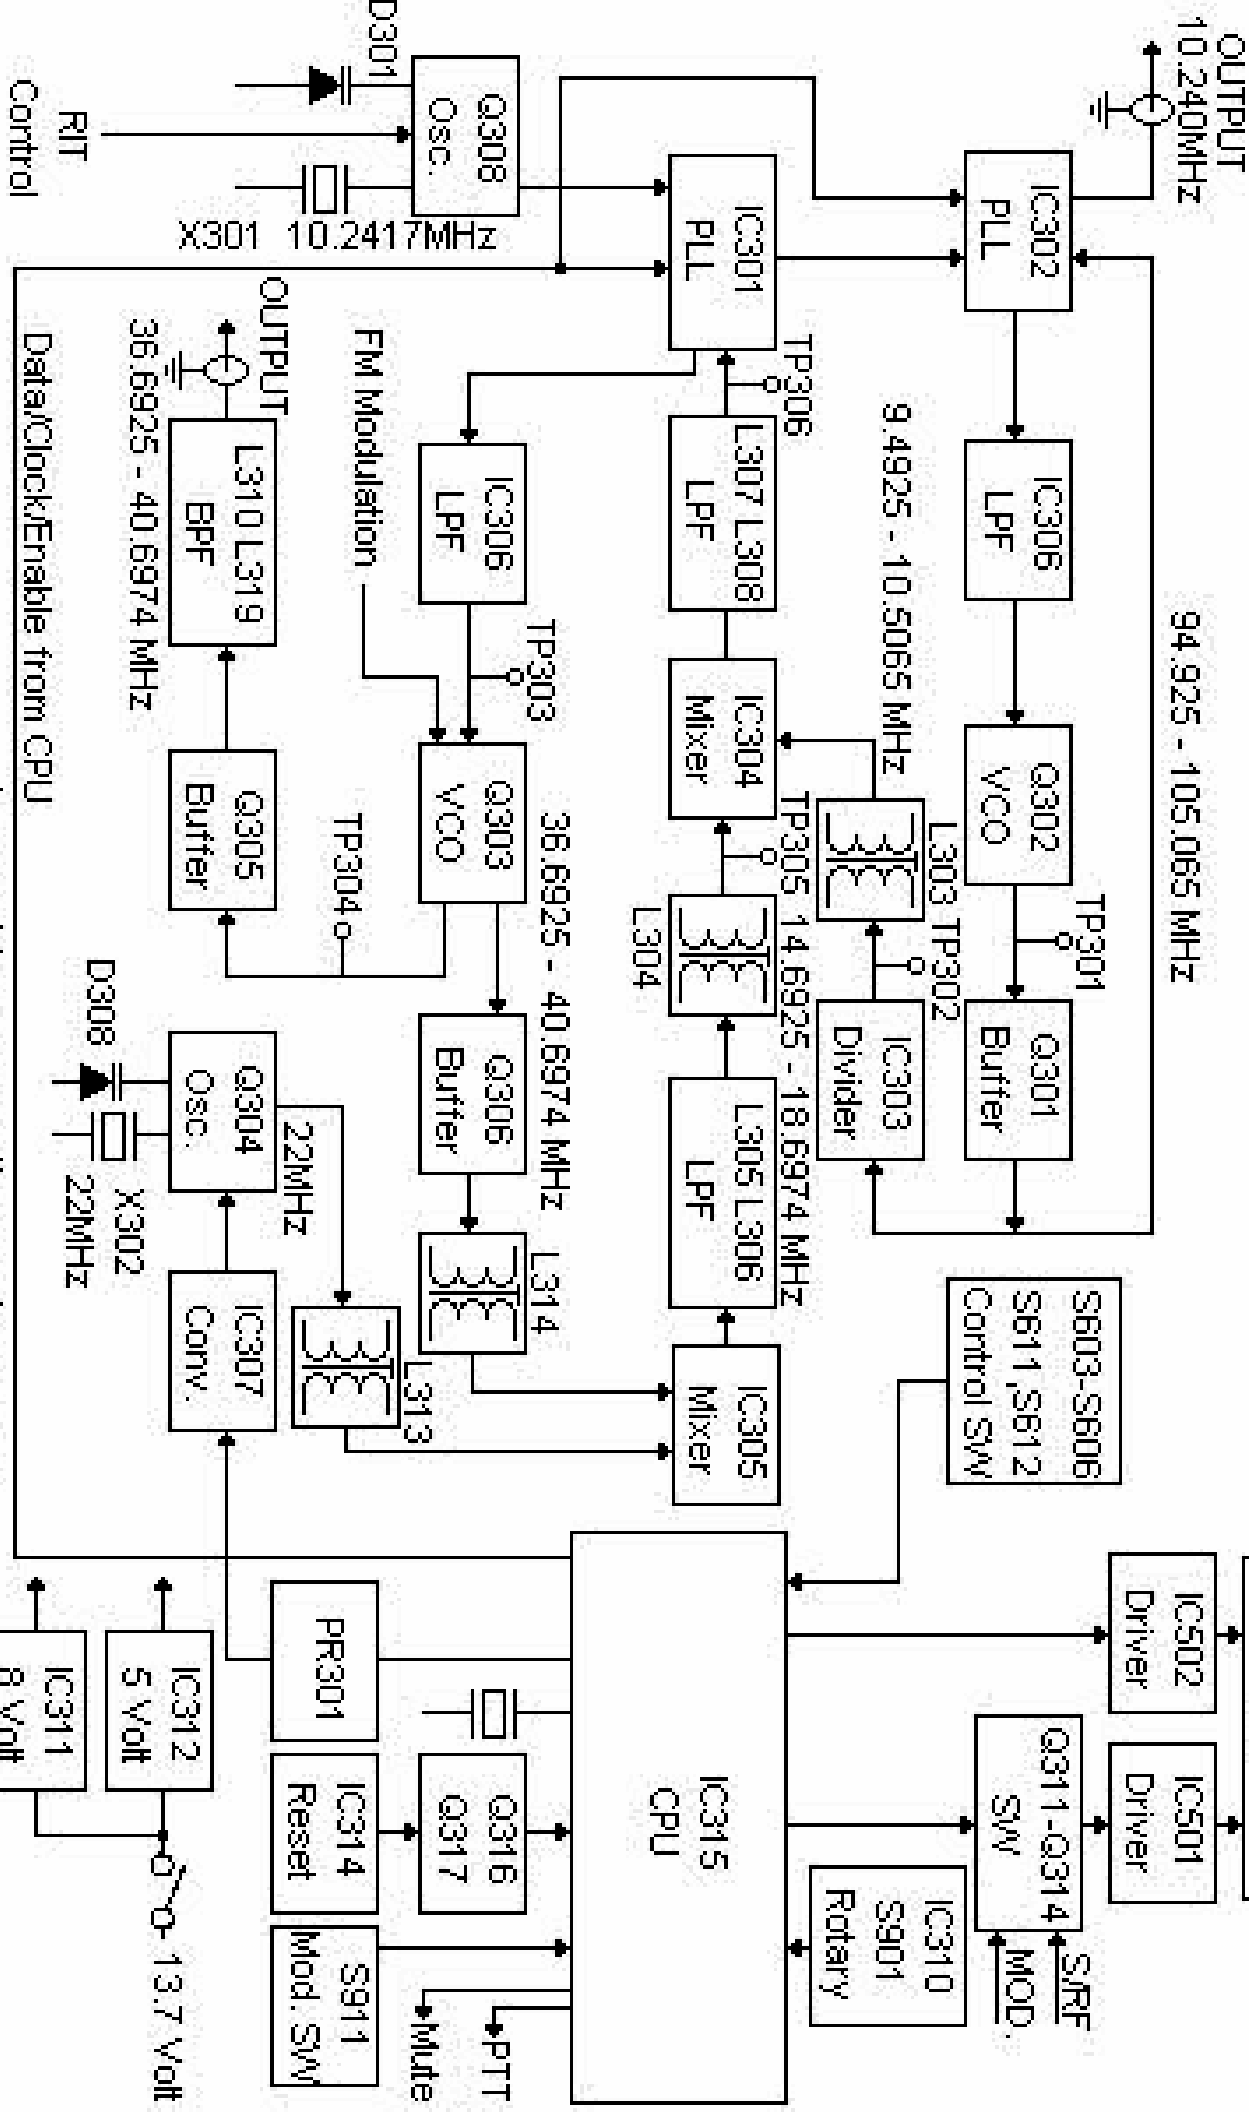 OUTPUT
10.240MHz
IC302
PLL
IC306
LPF
Q302
VCO
TP301
Q301
Buffer
94.925 - 105.065 MHz
S603-S606
S611,S612
Control SW
IC502
Driver
IC501
Driver
Q311-Q314
SW
S/RF
MOD.
IC310
S901
Rotary
9.4925 - 10.5065 MHz
L303
TP302
IC303
Divider
IC301
PLL
TP306
L307 L308
LPF
IC304
Mixer
TP305
14.6925 - 18.6974 MHz
L304
L305 L306
LPF
IC305
Mixer
IC315
CPU
D301
Q308
Osc.
RIT
Control
X301 10.2417MHz
IC306
LPF
TP303
FM Modulation
Q303
VCO
36.6925 - 40.6974 MHz
Q306
Buffer
L314
TP304
OUTPUT
L310 L319
BPF
36.6925 - 40.6974 MHz
Q305
Buffer
D308
Q304
Osc.
22MHz
X302
22MHz
L313
IC307
Conv.
PR301
IC314
Reset
Q316
Q317
S911
Mod. SW
Mute
PTT
Data/Clock/Enable from CPU
IC312
5 Volt
IC311
8 Volt
13.7 Volt